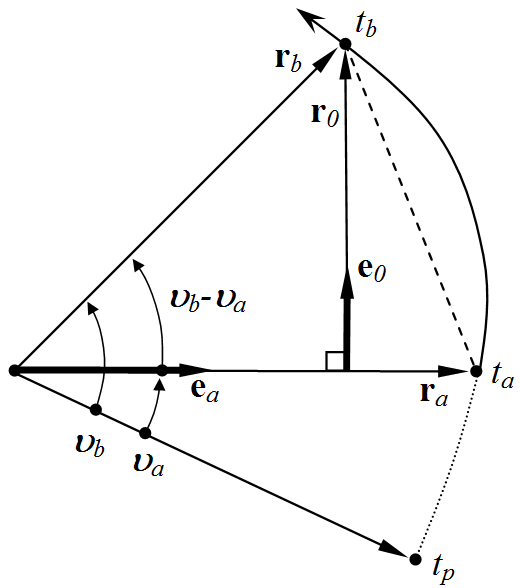 t_b
r_b
r_0
e_0
υ_b-υ_a
e_a
r_a
t_a
υ_b
υ_a
t_p